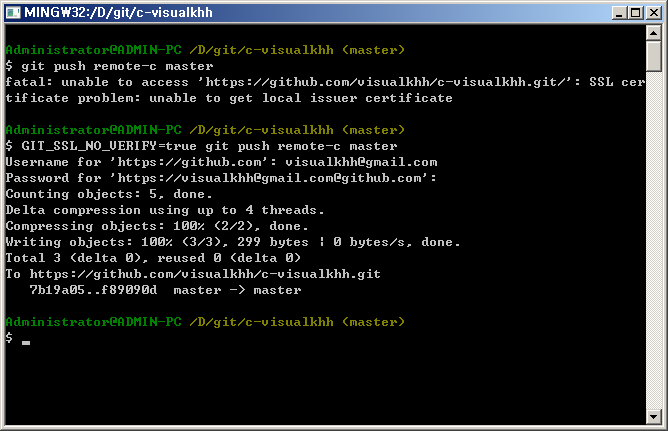 MINGW32:/D/git/c-visualkhh
Administrator@ADMIN-PC /D/git/c-visualkhh (master)
$ git push remote-c master
fatal: unable to access 'https://github.com/visualkhh/c-visualkhh.git/': SSL cer
tificate problem: unable to get local issuer certificate
Administrator@ADMIN-PC /D/git/c-visualkhh (master)
$ GIT_SSL_NO_VERIFY=true git push remote-c master
Username for 'https://github.com': visualkhh@gmail.com
Password for 'https://visualkhh@gmail.com@github.com':
Counting objects: 5, done.
Delta compression using up to 4 threads.
Compressing objects: 100% (2/2), done.
Writing objects: 100% (3/3), 299 bytes | 0 bytes/s, done.
Total 3 (delta 0), reused 0 (delta 0)
To https://github.com/visualkhh/c-visualkhh.git
   7b19a05..f89090d  master -> master
Administrator@ADMIN-PC /D/git/c-visualkhh (master)
$